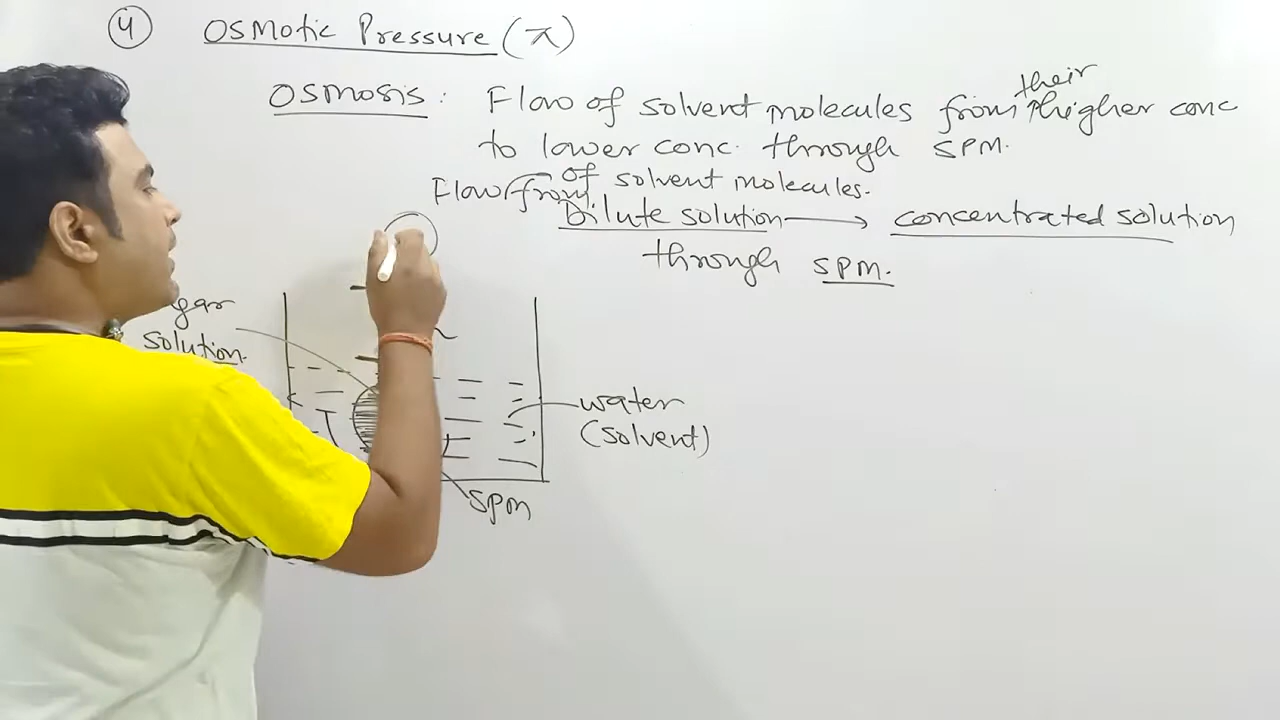 4 Osmotic Pressure (π)
Osmosis: Flow of solvent molecules from their higher conc
to lower conc. through SPM.
Flow from of solvent molecules.
Dilute solution → concentrated solution
through SPM.
solution.
water
(solvent)
SPM